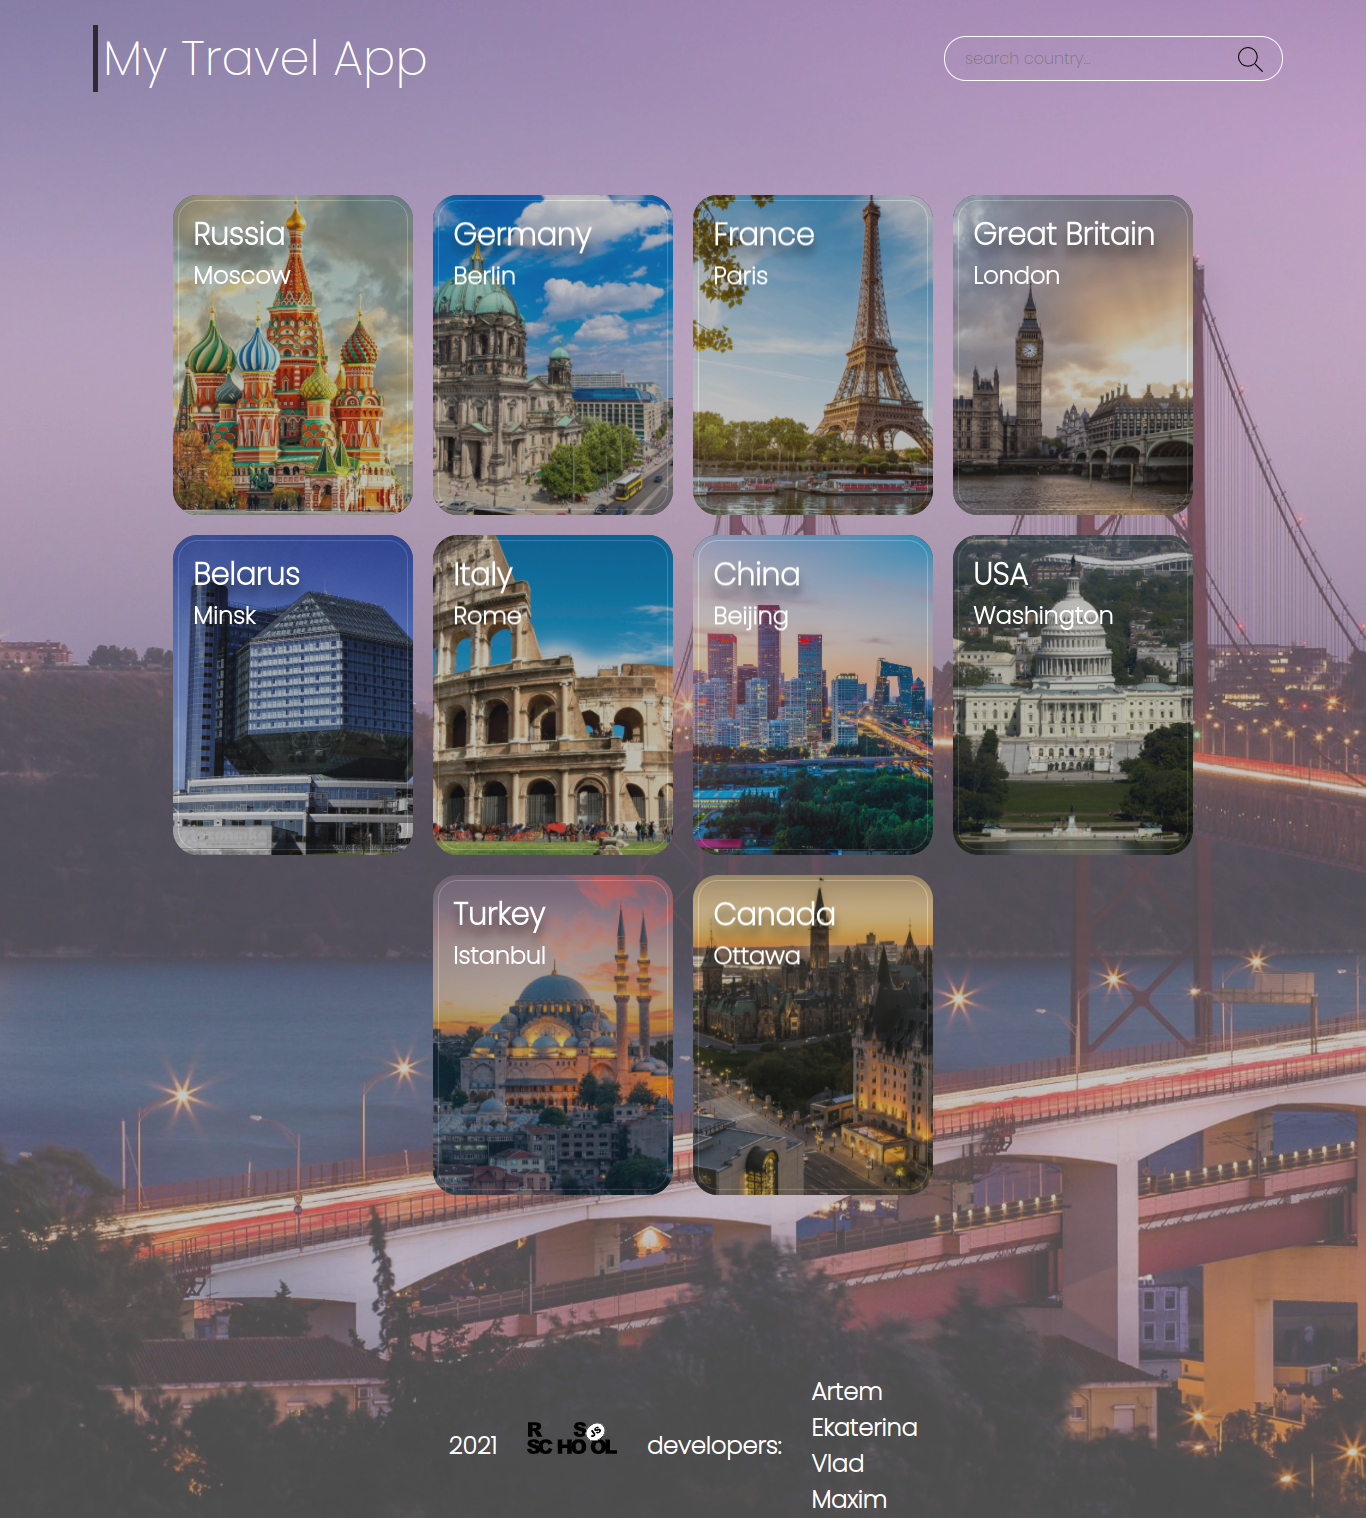 My Travel App
search country...
Russia
Moscow
Germany
Berlin
France
Paris
Great Britain
London
Belarus
Minsk
Italy
Rome
China
Beijing
USA
Washington
Turkey
Istanbul
Canada
Ottawa
2021
R S
SCHOOL
JS
developers:
Artem
Ekaterina
Vlad
Maxim